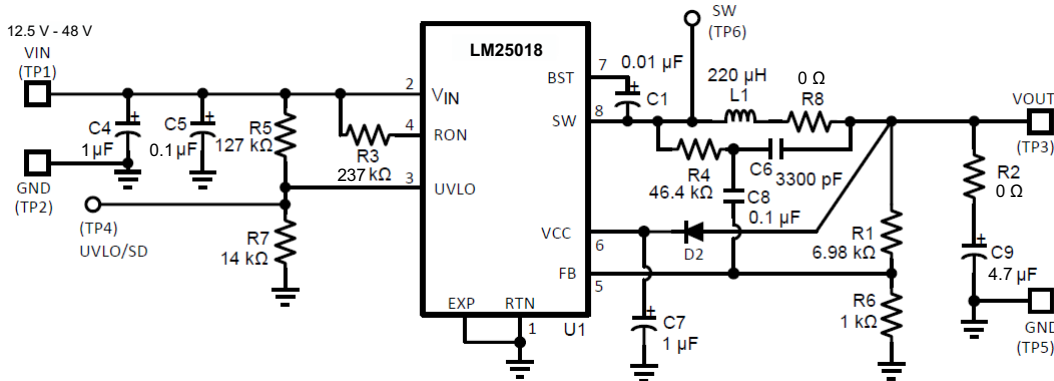 12.5 V - 48 V
VIN
(TP1)
GND
(TP2)
(TP4)
UVLO/SD
C4
1 µF
C5
0.1 µF
R5
127 kΩ
R7
14 kΩ
R3
237 kΩ
LM25018
2
VIN
4
RON
3
UVLO
BST
7
SW
8
VCC
6
FB
5
EXP
RTN
1
U1
0.01 µF
C1
SW
(TP6)
220 µH
L1
0 Ω
R8
R4
46.4 kΩ
C6
3300 pF
C8
0.1 µF
D2
C7
1 µF
R1
6.98 kΩ
R6
1 kΩ
R2
0 Ω
C9
4.7 µF
VOUT
(TP3)
GND
(TP5)